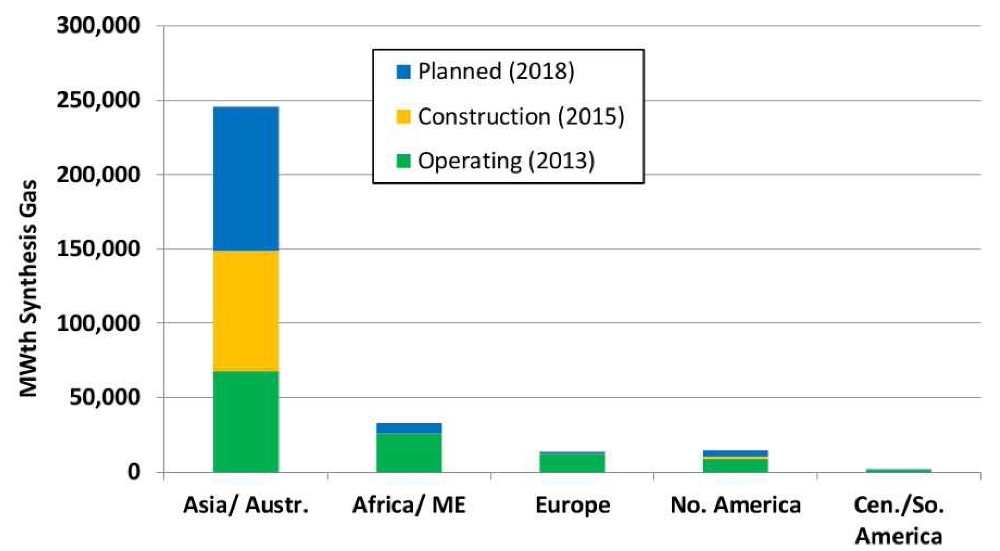 MWth Synthesis Gas
300,000
250,000
200,000
150,000
100,000
50,000
0
Planned (2018)
Construction (2015)
Operating (2013)
Asia/ Austr.
Africa/ ME
Europe
No. America
Cen./So.
America